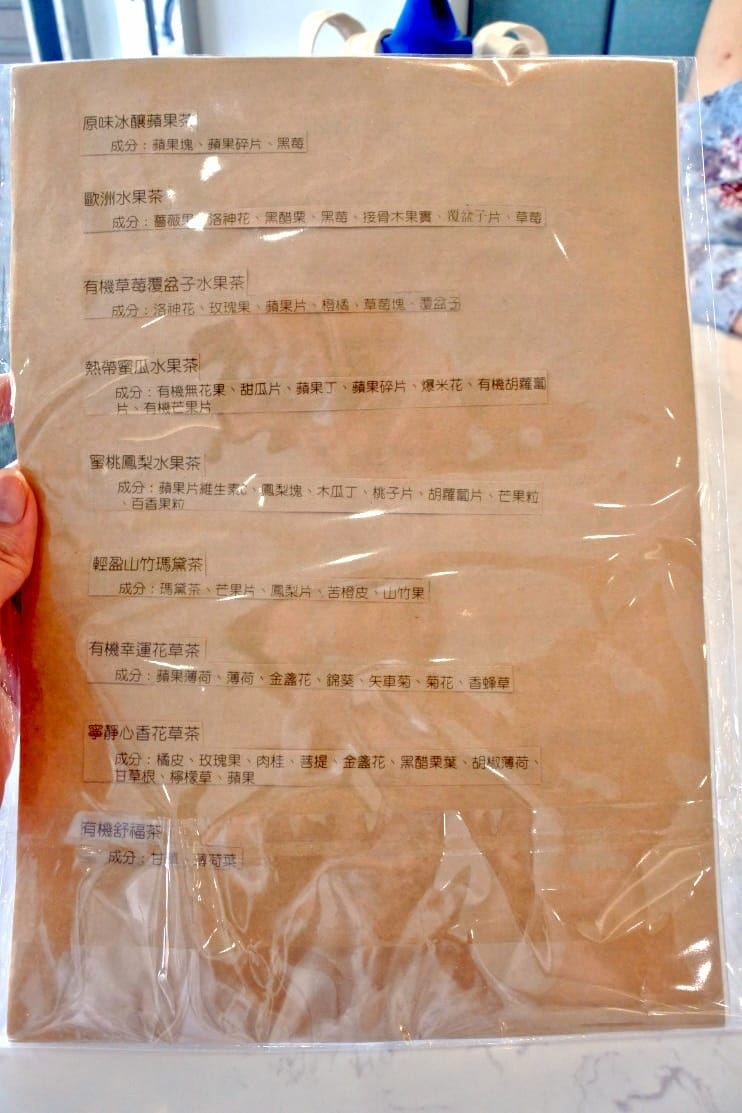 原味冰釀蘋果茶
成分：蘋果塊、蘋果碎片、黑莓
歐洲水果茶
成分：薔薇果、洛神花、黑醋栗、黑莓、接骨木果實、覆盆子片、草莓
有機草莓覆盆子水果茶
成分：洛神花、玫瑰果、蘋果片、橙橘、草莓塊、覆盆子
熱帶蜜瓜水果茶
成分：有機無花果、甜瓜片、蘋果丁、蘋果碎片、爆米花、有機胡蘿蔔
片、有機芒果片
蜜桃鳳梨水果茶
成分：蘋果片維生素c、鳳梨塊、木瓜丁、桃子片、胡蘿蔔片、芒果粒
、百香果粒
輕盈山竹瑪黛茶
成分：瑪黛茶、芒果片、鳳梨片、苦橙皮、山竹果
有機幸運花草茶
成分：蘋果薄荷、薄荷、金盞花、錦葵、矢車菊、菊花、香蜂草
寧靜心香花草茶
成分：橘皮、玫瑰果、肉桂、菩提、金盞花、黑醋栗葉、胡椒薄荷、
甘草根、檸檬草、蘋果
有機舒福茶
成分：甘草、薄荷葉